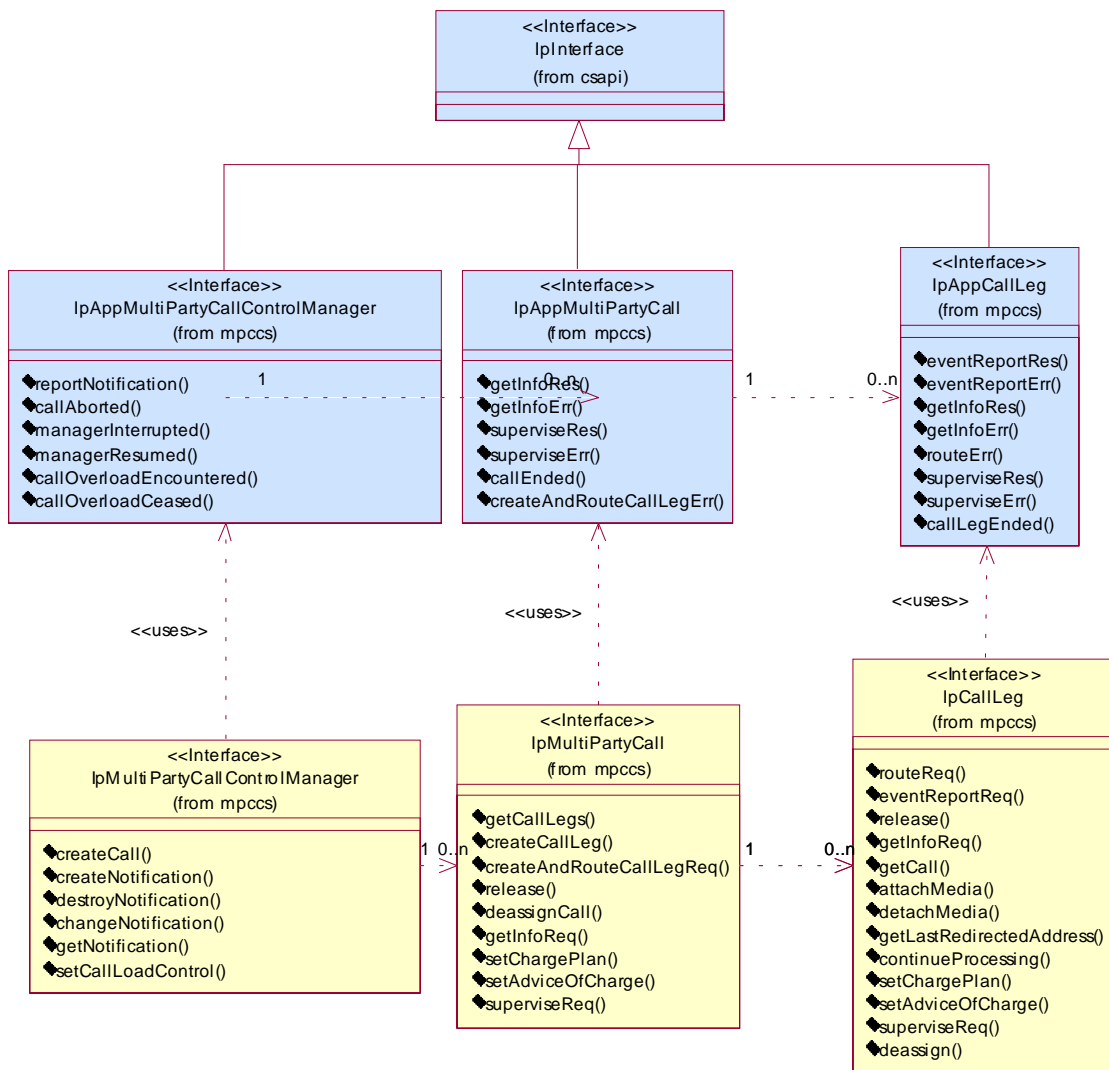 <<Interface>>
IpInterface
(from csapi)
<<Interface>>
IpAppMultiPartyCallControlManager
(from mpccs)
reportNotification()
callAborted()
managerInterrupted()
managerResumed()
callOverloadEncountered()
callOverloadCeased()
1
0..n
<<Interface>>
IpAppMultiPartyCall
(from mpccs)
getInfoRes()
getInfoErr()
superviseRes()
superviseErr()
callEnded()
createAndRouteCallLegErr()
1
0..n
<<Interface>>
IpAppCallLeg
(from mpccs)
eventReportRes()
eventReportErr()
getInfoRes()
getInfoErr()
routeErr()
superviseRes()
superviseErr()
callLegEnded()
<<uses>>
<<uses>>
<<uses>>
<<Interface>>
IpMultiPartyCallControlManager
(from mpccs)
createCall()
createNotification()
destroyNotification()
changeNotification()
getNotification()
setCallLoadControl()
1
0..n
<<Interface>>
IpMultiPartyCall
(from mpccs)
getCallLegs()
createCallLeg()
createAndRouteCallLegReq()
release()
deassignCall()
getInfoReq()
setChargePlan()
setAdviceOfCharge()
superviseReq()
1
0..n
<<Interface>>
IpCallLeg
(from mpccs)
routeReq()
eventReportReq()
release()
getInfoReq()
getCall()
attachMedia()
detachMedia()
getLastRedirectedAddress()
continueProcessing()
setChargePlan()
setAdviceOfCharge()
superviseReq()
deassign()